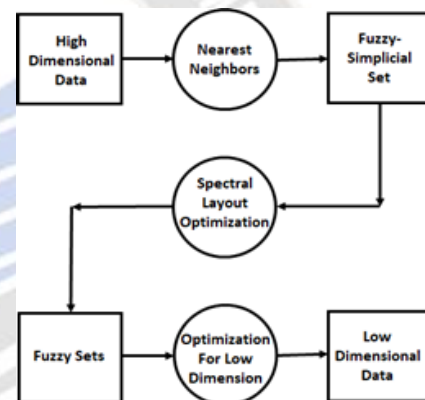 High
Dimensional
Data
Nearest
Neighbors
Fuzzy-
Simplicial
Set
Spectral
Layout
Optimization
Fuzzy Sets
Optimization
For Low
Dimension
Low
Dimensional
Data